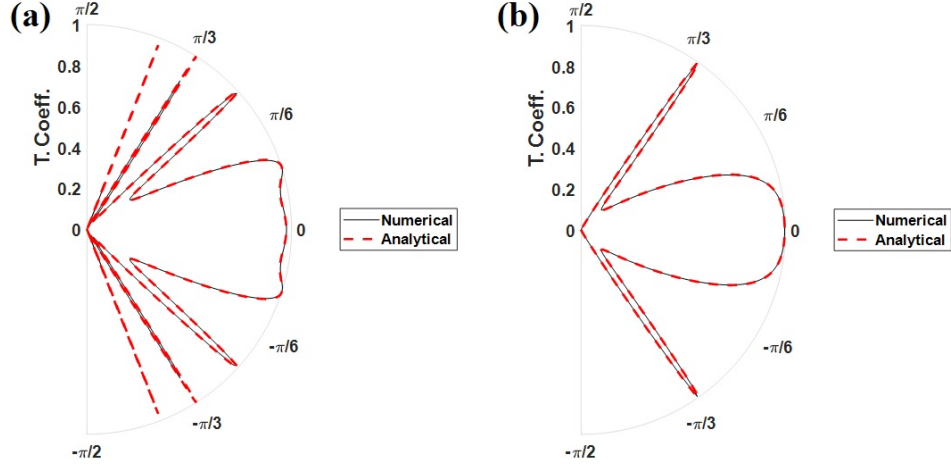 (a)
π/2
1
π/3
0.8
T. Coeff.
0.6
π/6
0.4
0.2
0
0
Numerical
Analytical
-π/6
-π/3
-π/2
(b)
π/2
1
π/3
0.8
T. Coeff.
0.6
π/6
0.4
0.2
0
0
Numerical
Analytical
-π/6
-π/3
-π/2